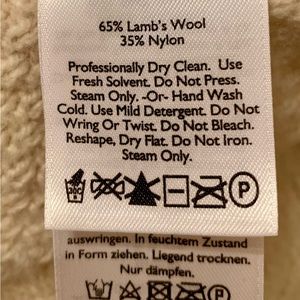 65% Lamb's Wool
35% Nylon
Professionally Dry Clean. Use
Fresh Solvent. Do Not Press.
Steam Only. -Or- Hand Wash
Cold. Use Mild Detergent. Do Not
Wring Or Twist. Do Not Bleach.
Reshape, Dry Flat. Do Not Iron.
Steam Only.
P
auswringen. In feuchtem Zustand
in Form ziehen. Liegend trocknen.
Nur dämpfen.
P